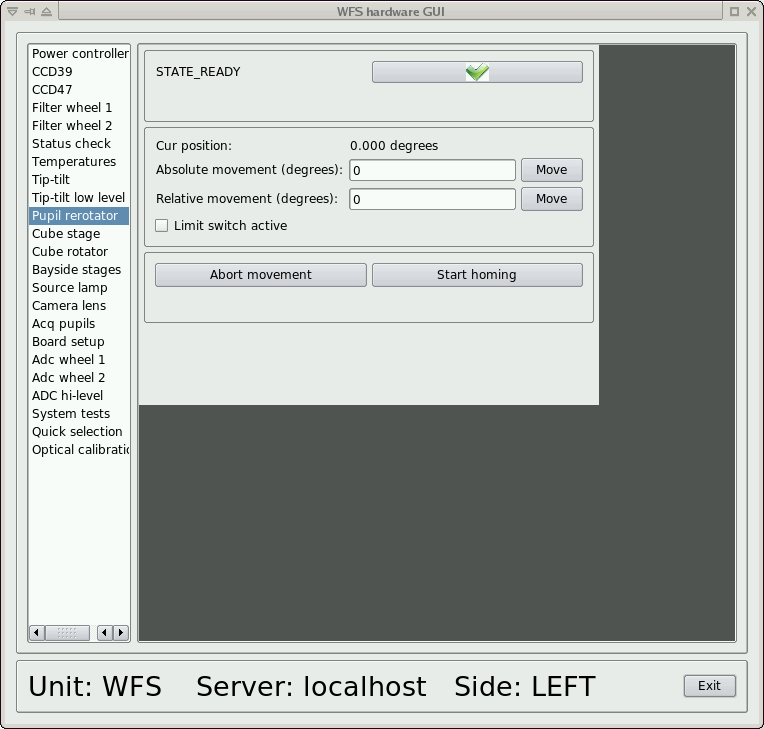 WFS hardware GUI
Power controller
CCD39
CCD47
Filter wheel 1
Filter wheel 2
Status check
Temperatures
Tip-tilt
Tip-tilt low level
Pupil rerotator
Cube stage
Cube rotator
Bayside stages
Source lamp
Camera lens
Acq pupils
Board setup
Adc wheel 1
Adc wheel 2
ADC hi-level
System tests
Quick selection
Optical calibratic
STATE_READY
Cur position: 0.000 degrees
Absolute movement (degrees): 0 Move
Relative movement (degrees): 0 Move
Limit switch active
Abort movement Start homing
Unit: WFS Server: localhost Side: LEFT Exit